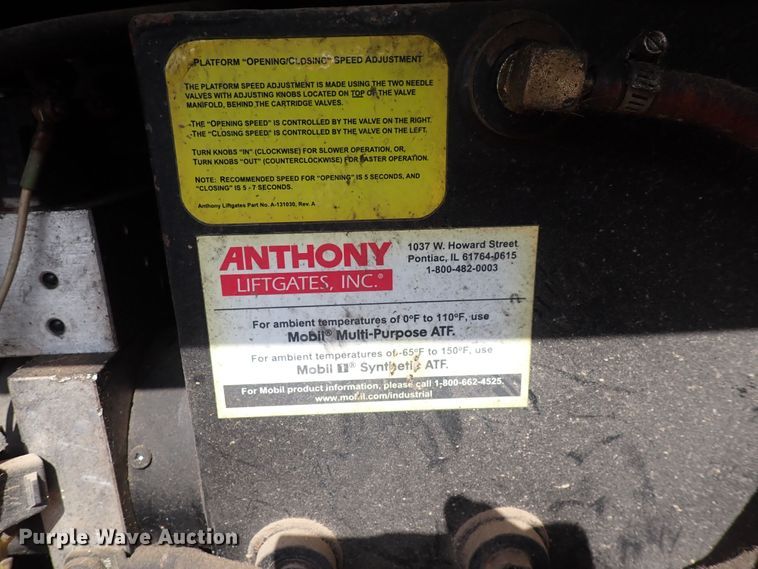 PLATFORM "OPENING/CLOSING" SPEED ADJUSTMENT
THE PLATFORM SPEED ADJUSTMENT IS MADE USING THE TWO NEEDLE
VALVES WITH ADJUSTING KNOBS LOCATED ON TOP OF THE VALVE
MANIFOLD, BEHIND THE CARTRIDGE VALVES.
-THE "OPENING SPEED" IS CONTROLLED BY THE VALVE ON THE RIGHT.
-THE "CLOSING SPEED" IS CONTROLLED BY THE VALVE ON THE LEFT.
TURN KNOBS "IN" (CLOCKWISE) FOR SLOWER OPERATION, OR,
TURN KNOBS "OUT" (COUNTERCLOCKWISE) FOR FASTER OPERATION.
NOTE: RECOMMENDED SPEED FOR "OPENING" IS 5 SECONDS, AND
"CLOSING" IS 5 - 7 SECONDS.
Anthony Liftgates Part No. A-131030, Rev. A
ANTHONY
LIFTGATES, INC.®
1037 W. Howard Street
Pontiac, IL 61764-0615
1-800-482-0003
For ambient temperatures of 0°F to 110°F, use
Mobil® Multi-Purpose ATF.
For ambient temperatures of -65°F to 150°F, use
Mobil 1® Synthetic ATF.
For Mobil product information, please call 1-800-662-4525.
www.mobil.com/industrial
Purple Wave Auction